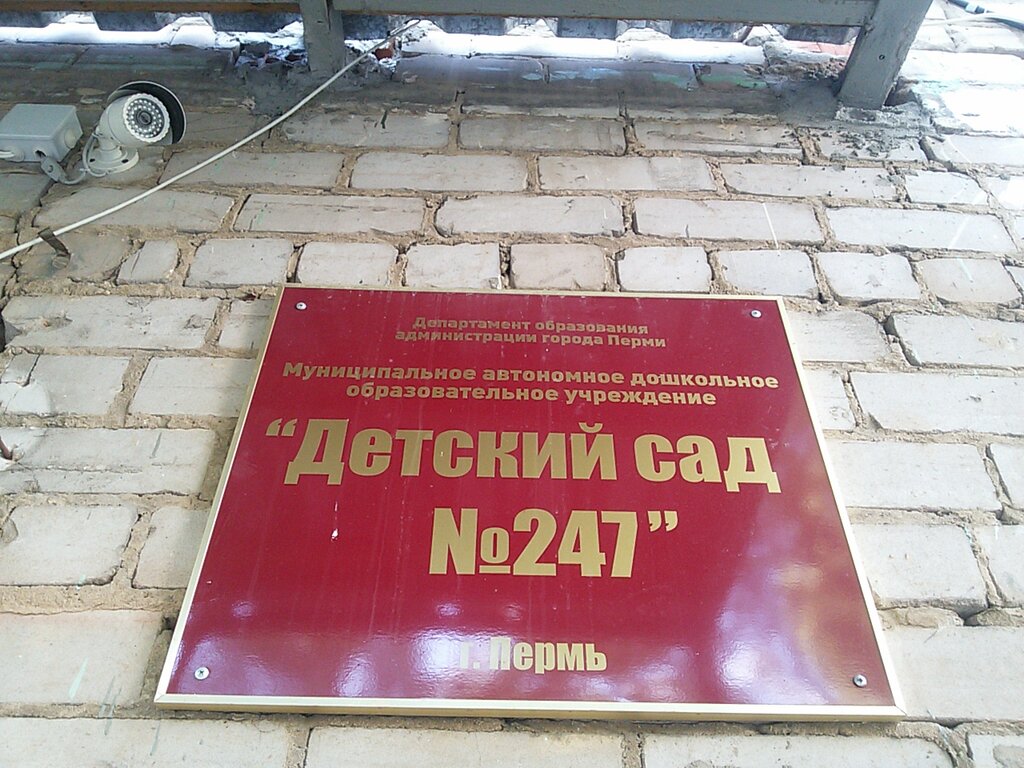 Департамент образования
администрации города Перми
Муниципальное автономное дошкольное
образовательное учреждение
“Детский сад
№247”
г. Пермь